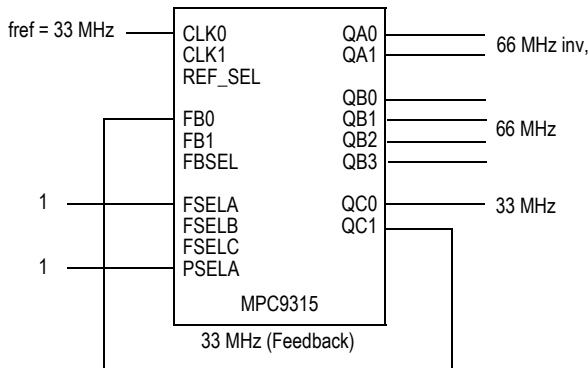 fref = 33 MHz
CLK0
CLK1
REF_SEL
FB0
FB1
FBSEL
1
FSELA
FSELB
FSELC
1
PSELA
QA0
QA1
66 MHz inv,
QB0
QB1
66 MHz
QB2
QB3
QC0
33 MHz
QC1
MPC9315
33 MHz (Feedback)